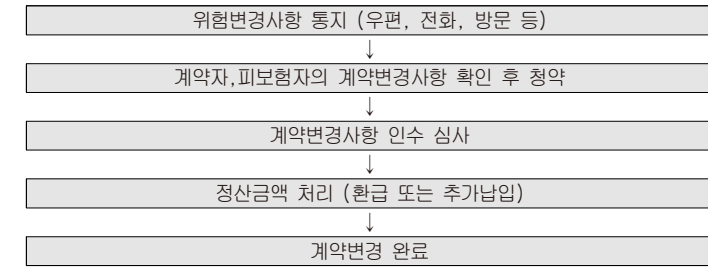 위험변경사항 통지 (우편, 전화, 방문 등)
↓
계약자,피보험자의 계약변경사항 확인 후 청약
↓
계약변경사항 인수 심사
↓
정산금액 처리 (환급 또는 추가납입)
↓
계약변경 완료